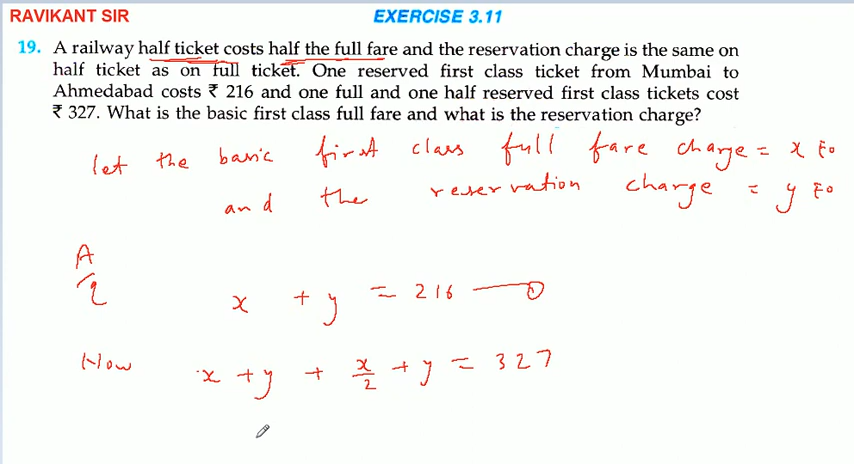 RAVIKANT SIR
EXERCISE 3.11
19. A railway half ticket costs half the full fare and the reservation charge is the same on
half ticket as on full ticket. One reserved first class ticket from Mumbai to
Ahmedabad costs ₹ 216 and one full and one half reserved first class tickets cost
₹ 327. What is the basic first class full fare and what is the reservation charge?
let the basic first class full fare charge = x
and the reservation charge = y
A
x + y = 216 — ①
Now x + y + x/2 + y = 327